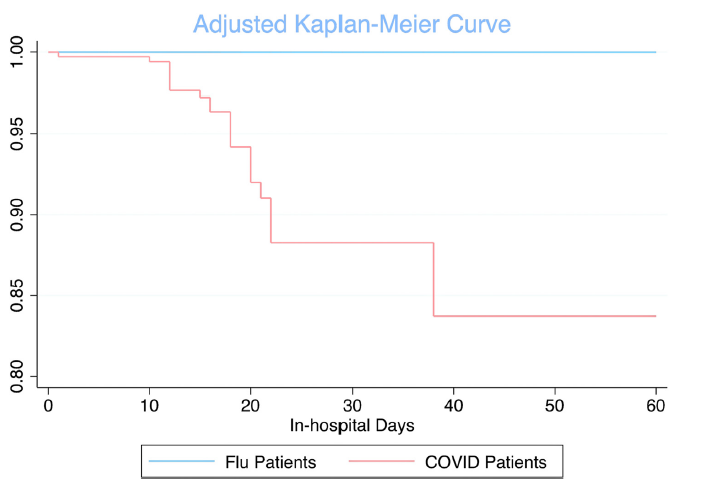 Adjusted Kaplan-Meier Curve
1.00
0.95
0.90
0.85
0.80
0 10 20 30 40 50 60
In-hospital Days
Flu Patients COVID Patients